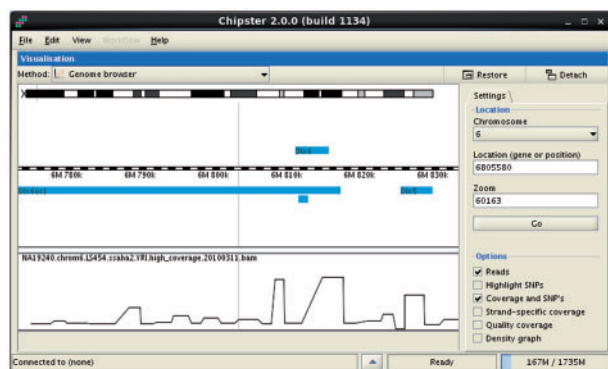 Chipster 2.0.0 (build 1134)
File Edit View Workflow Help
Visualisation
Method: Genome browser
Restore
Detach
Settings
Location
Chromosome
6
Location (gene or position)
6805580
Zoom
60163
Go
6M 780k 6M 790k 6M 800k 6M 810k 6M 820k 6M 830k
NA19240.chrom6.LS454.ssaha2.YRI.high_coverage.20100311.bam
Options
Reads
Highlight SNPs
Coverage and SNP's
Strand-specific coverage
Quality coverage
Density graph
Connected to (none)
Ready
167M / 1735M